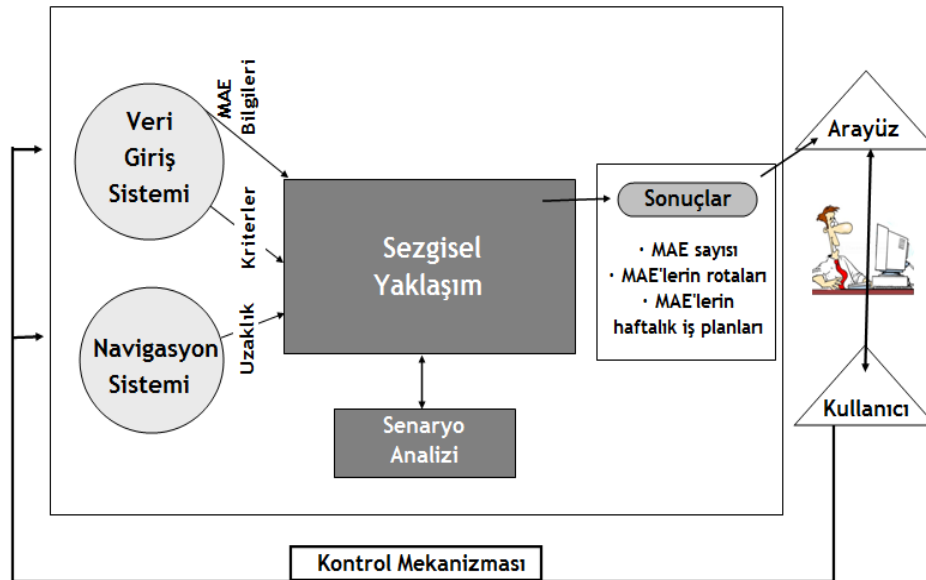 MAE
Bilgileri
Veri
Giriş
Sistemi
Kriterler
Uzaklık
Navigasyon
Sistemi
Sezgisel
Yaklaşım
Senaryo
Analizi
Sonuçlar
· MAE sayısı
· MAE'lerin rotaları
· MAE'lerin
haftalık iş planları
Arayüz
Kullanıcı
Kontrol Mekanizması